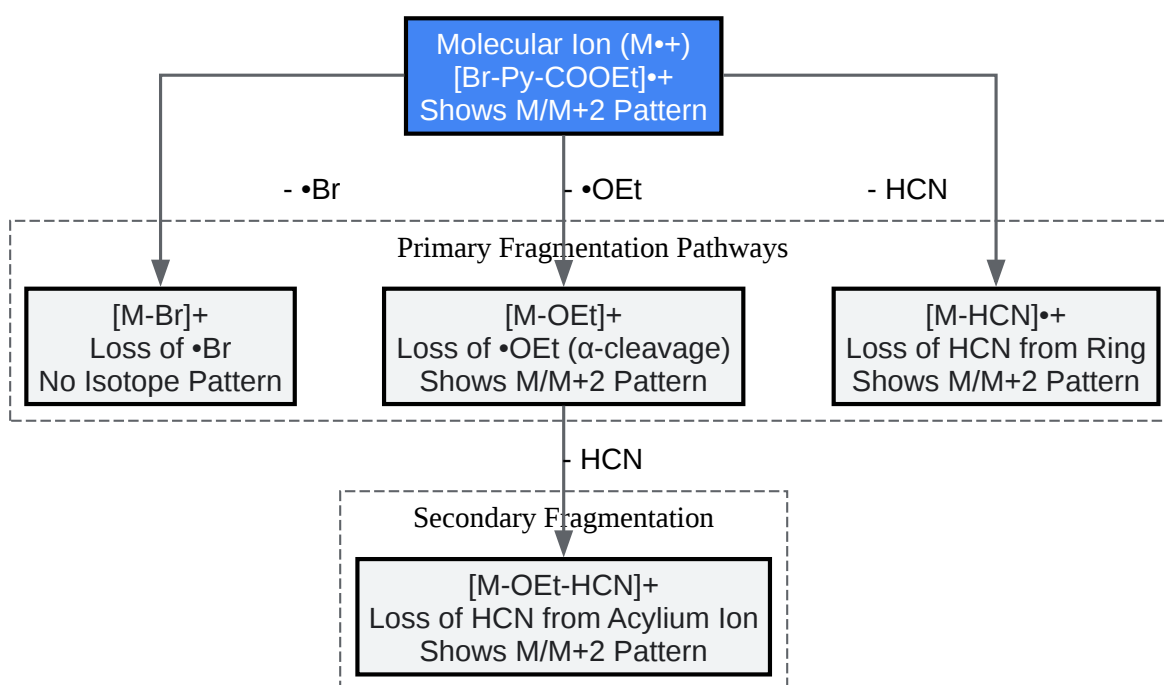 Molecular Ion (M•+)
[Br-Py-COOEt]•+
Shows M/M+2 Pattern
- •Br
- •OEt
- HCN
Primary Fragmentation Pathways
[M-Br]+
Loss of •Br
No Isotope Pattern
[M-OEt]+
Loss of •OEt (α-cleavage)
Shows M/M+2 Pattern
[M-HCN]•+
Loss of HCN from Ring
Shows M/M+2 Pattern
- HCN
Secondary Fragmentation
[M-OEt-HCN]+
Loss of HCN from Acylium Ion
Shows M/M+2 Pattern